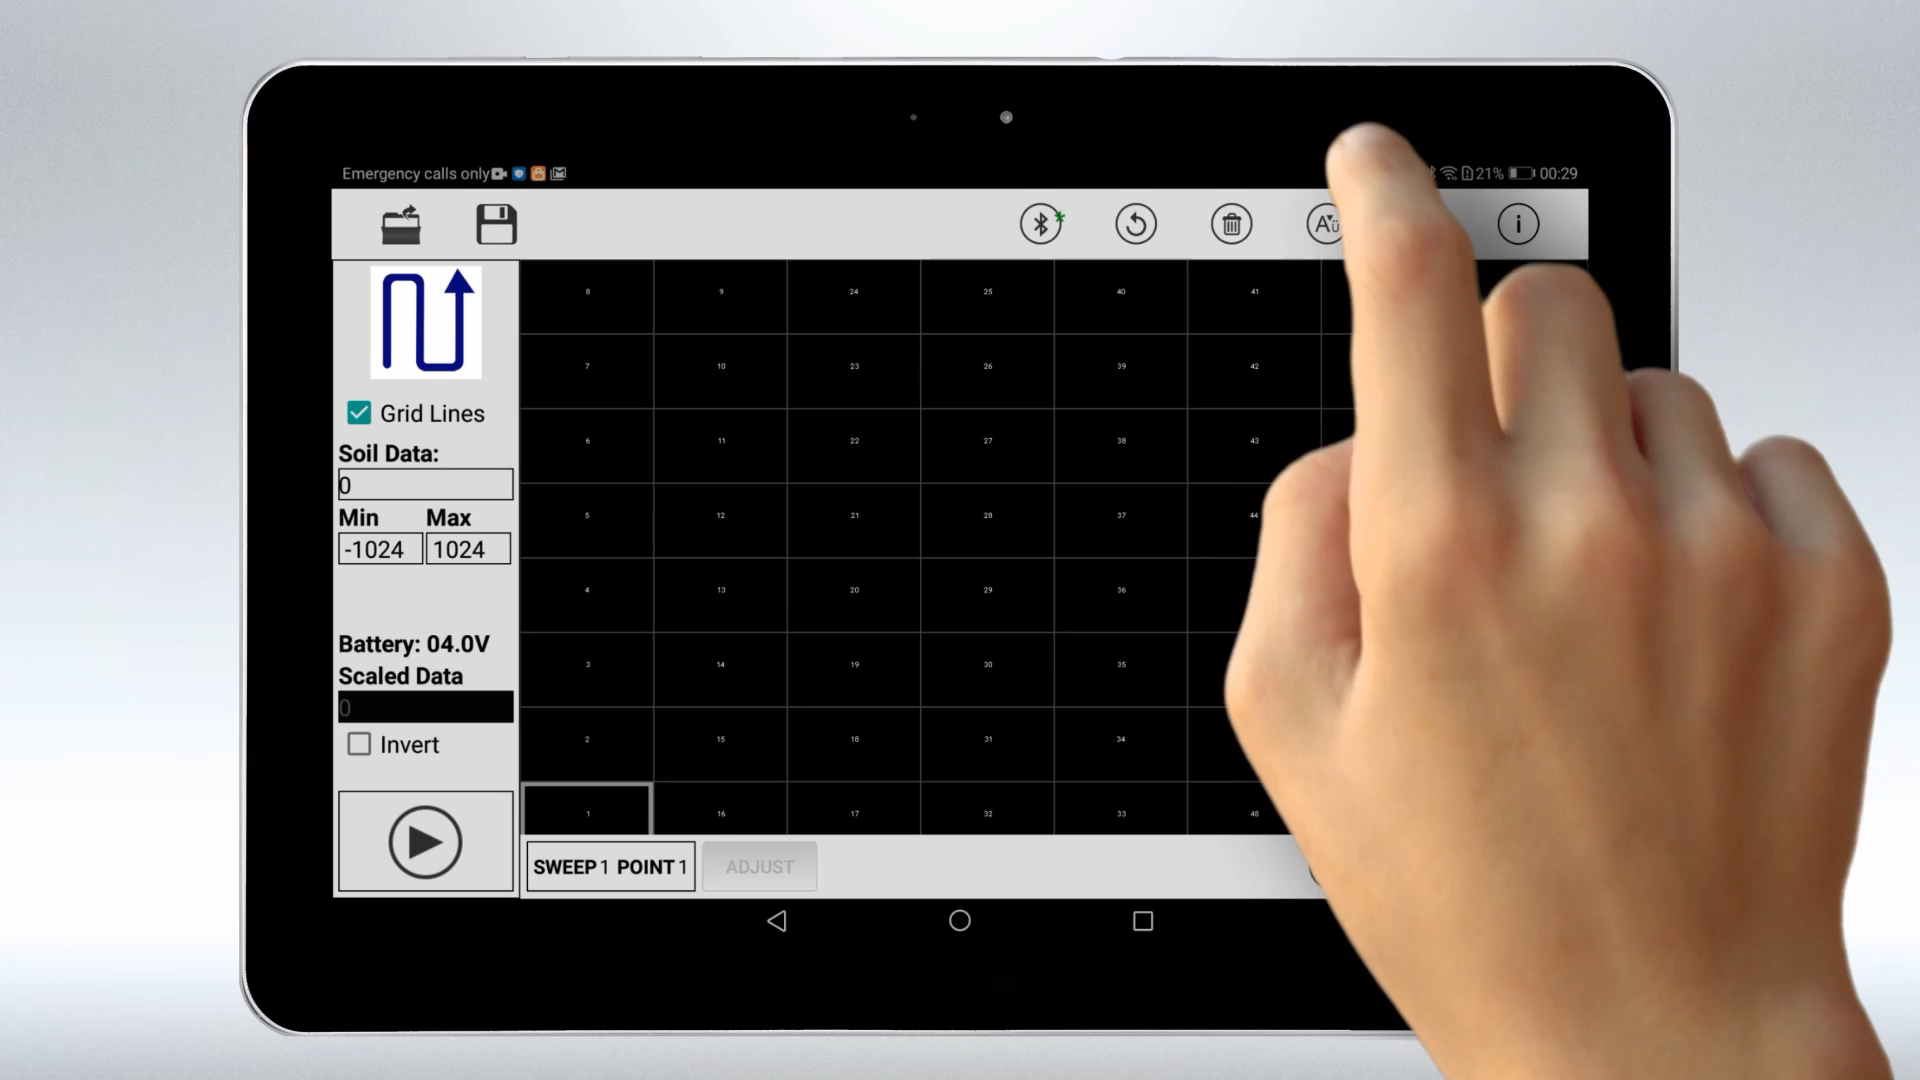 Emergency calls only 21% 00:29
Aü i
8 9 24 25 40 41
7 10 23 26 39 42
Grid Lines
6 11 22 27 38 43
Soil Data:
0
5 12 21 28 37 44
Min Max
-1024 1024
4 13 20 29 36
Battery: 04.0V
3 14 19 30 35
Scaled Data
0
2 15 18 31 34
Invert
1 16 17 32 33 48
SWEEP 1 POINT 1 ADJUST